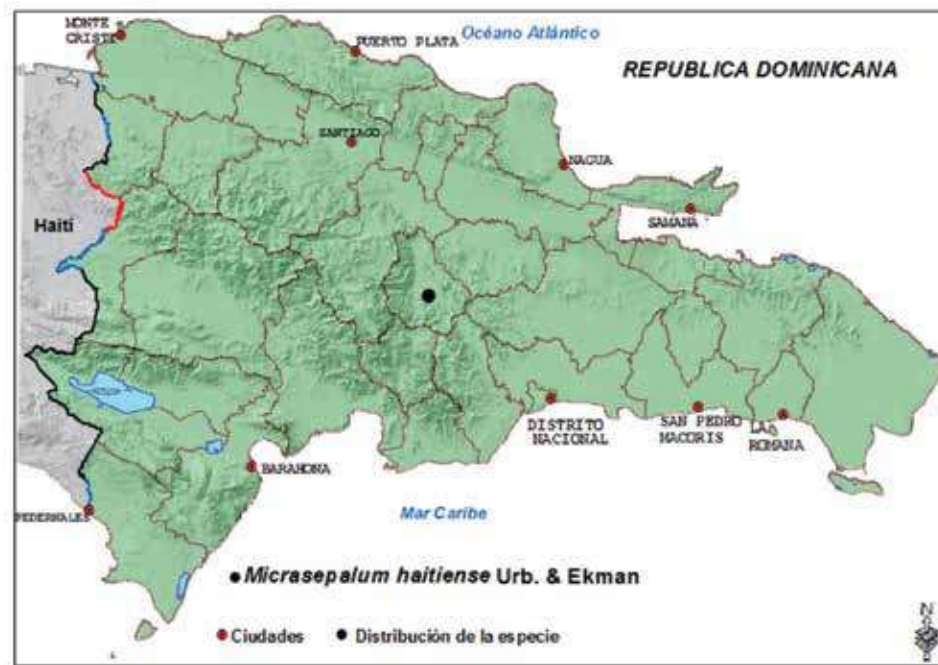 MONTE
CRISTI
PUERTO PLATA
Océano Atlántico
REPUBLICA DOMINICANA
SANTIAGO
NAGUA
Haití
SAMANA
DISTRITO
NACIONAL
SAN PEDRO
MACORIS
LA
ROMANA
BARAHONA
PEDERNALES
Mar Caribe
• Micrasepalum haitiense Urb. & Ekman
Ciudades
Distribución de la especie
N